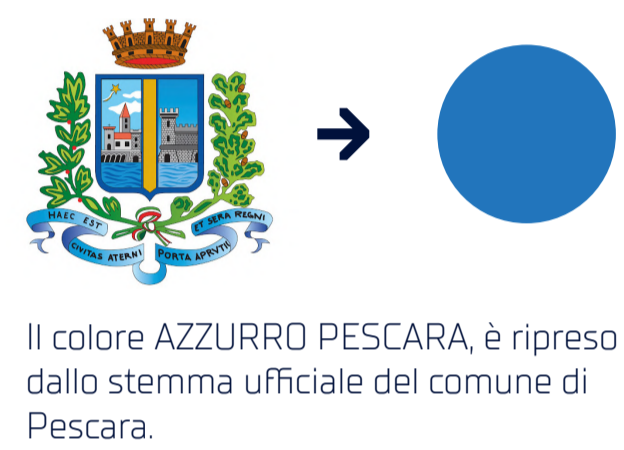 HAEC EST
CIVITAS ATERNI
PORTA APRVTII
ET SERA REGNI
Il colore AZZURRO PESCARA, è ripreso
dallo stemma ufficiale del comune di
Pescara.